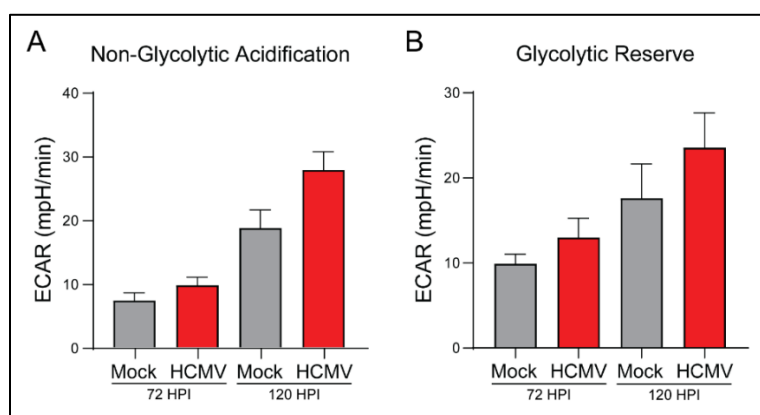 A
Non-Glycolytic Acidification
ECAR (mpH/min)
40
30
20
10
0
Mock HCMV Mock HCMV
72 HPI 120 HPI
B
Glycolytic Reserve
ECAR (mpH/min)
30
20
10
0
Mock HCMV Mock HCMV
72 HPI 120 HPI